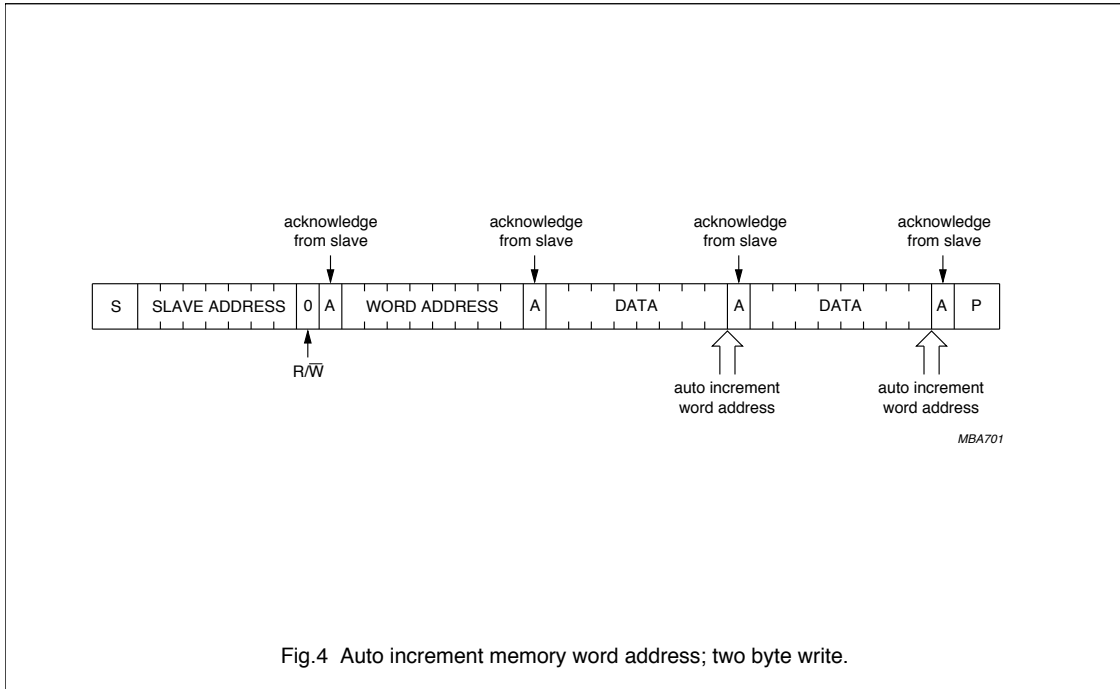 acknowledge
from slave
acknowledge
from slave
acknowledge
from slave
acknowledge
from slave
S SLAVE ADDRESS 0 A WORD ADDRESS A DATA A DATA A P
R/W̅
auto increment
word address
auto increment
word address
MBA701
Fig.4 Auto increment memory word address; two byte write.